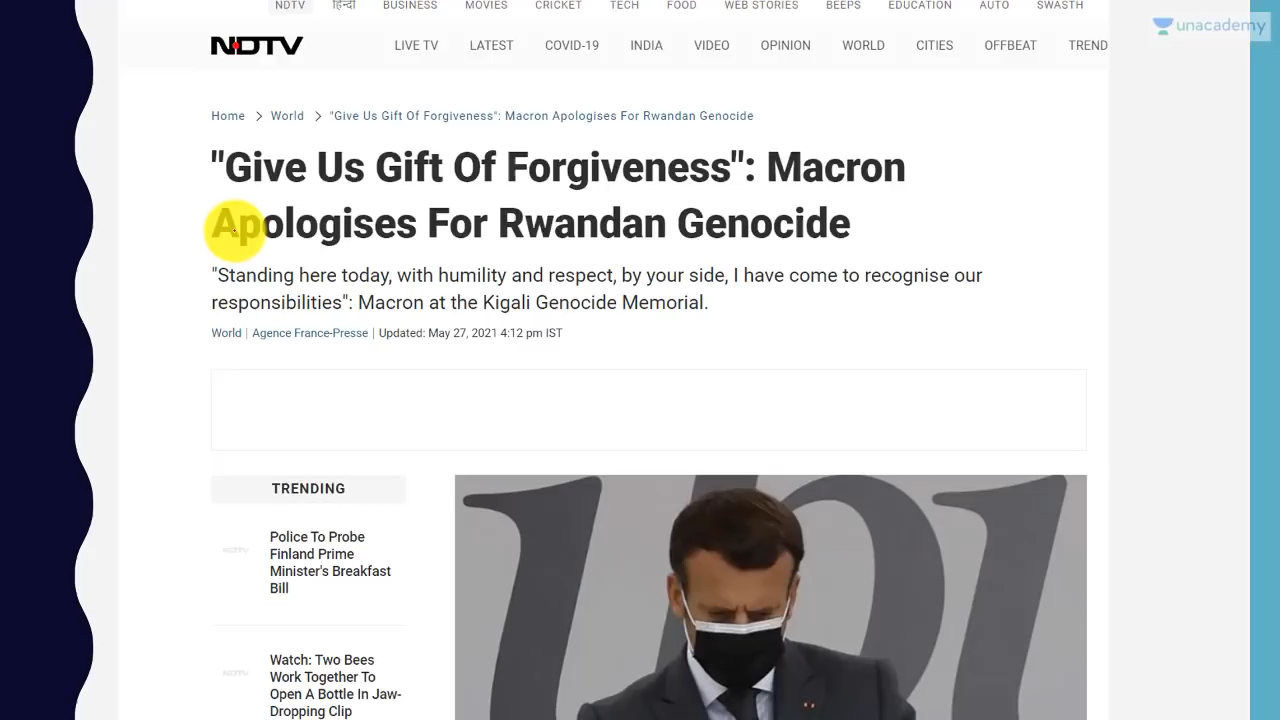 NDTV हिन्दी BUSINESS MOVIES CRICKET TECH FOOD WEB STORIES BEEPS EDUCATION AUTO SWASTH
unacademy
NDTV LIVE TV LATEST COVID-19 INDIA VIDEO OPINION WORLD CITIES OFFBEAT TREND
Home > World > "Give Us Gift Of Forgiveness": Macron Apologises For Rwandan Genocide
"Give Us Gift Of Forgiveness": Macron
Apologises For Rwandan Genocide
"Standing here today, with humility and respect, by your side, I have come to recognise our
responsibilities": Macron at the Kigali Genocide Memorial.
World | Agence France-Presse | Updated: May 27, 2021 4:12 pm IST
TRENDING
Police To Probe
NDTV Finland Prime
Minister's Breakfast
Bill
Watch: Two Bees
NDTV Work Together To
Open A Bottle In Jaw-
Dropping Clip